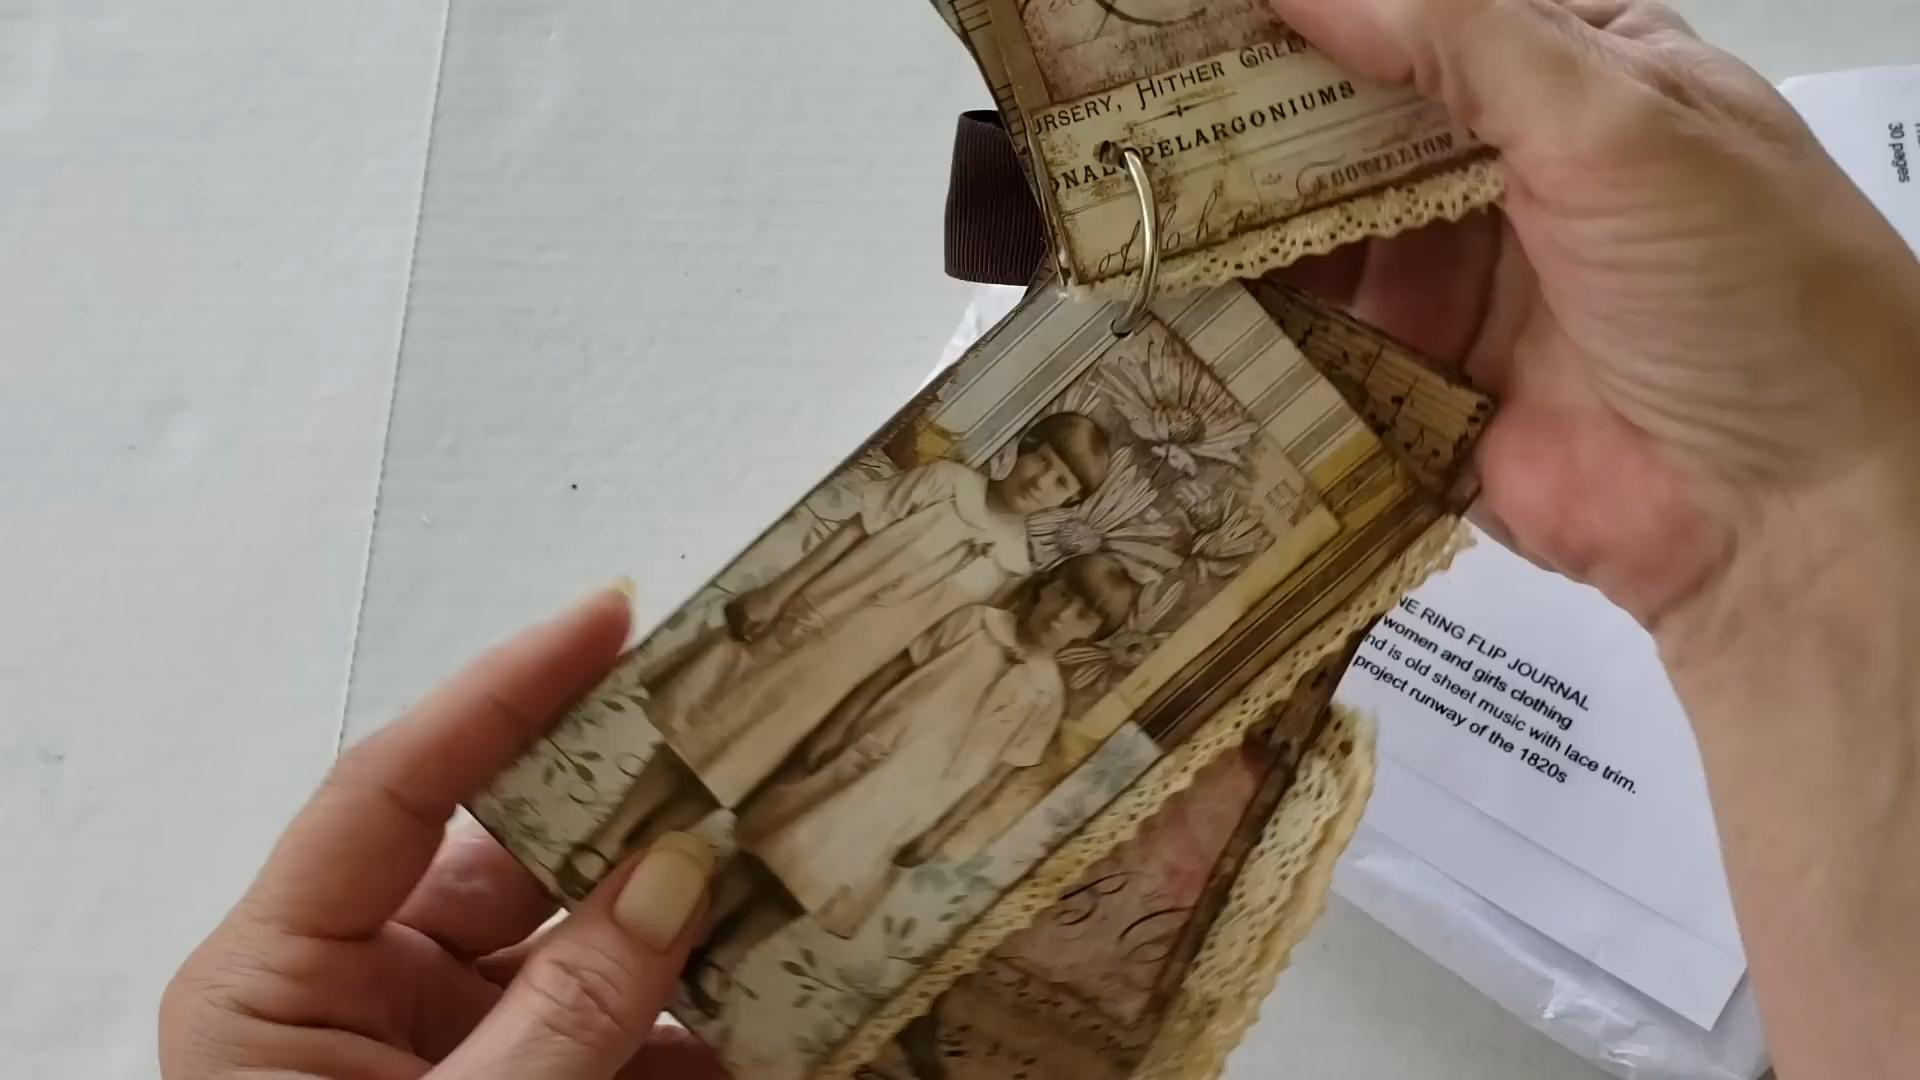 URSERY, HITHER GREE
ONAL PELARGONIUMS
COTILLION
30 pages
NE RING FLIP JOURNAL
women and girls clothing
nd is old sheet music with lace trim.
project runway of the 1820s